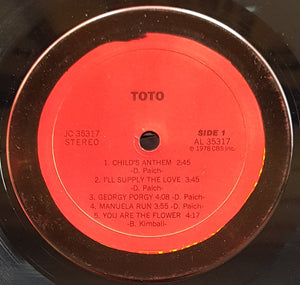 TOTO
JC 35317
STEREO
SIDE 1
AL 35317
℗ 1978 CBS Inc.
1. CHILD'S ANTHEM 2:45
-D. Paich-
2. I'LL SUPPLY THE LOVE 3:45
-D. Paich-
3. GEORGY PORGY 4:08 -D. Paich-
4. MANUELA RUN 3:55 -D. Paich-
5. YOU ARE THE FLOWER 4:17
-B. Kimball-